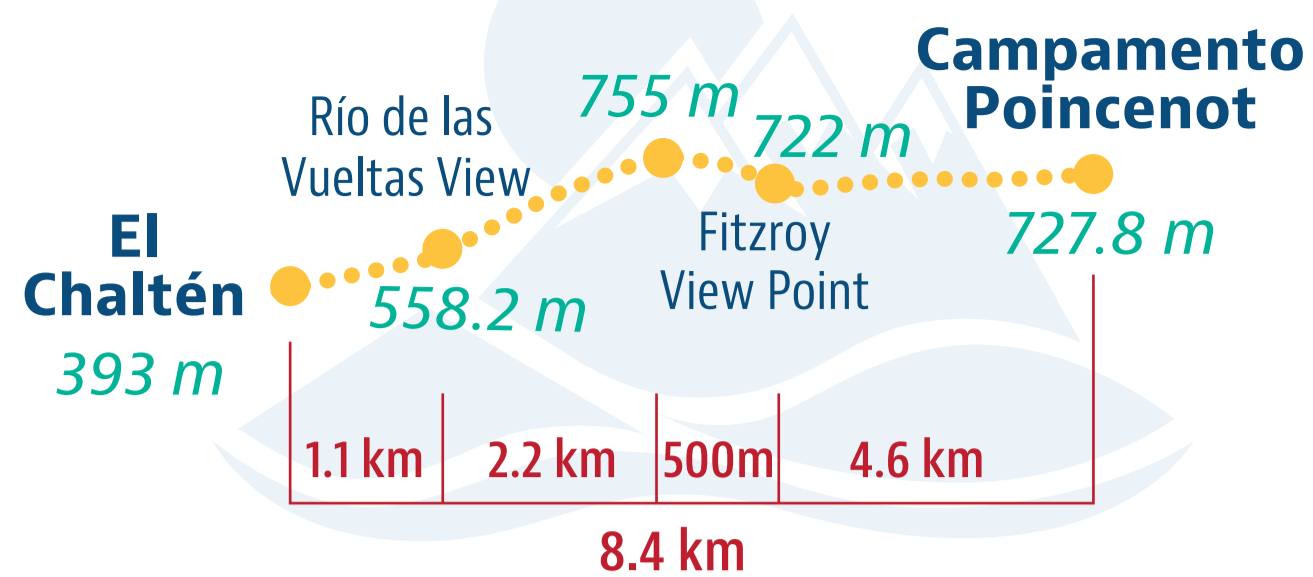 Campamento
Poincenot
755 m
Río de las
Vueltas View
722 m
El
Chaltén
393 m
558.2 m
Fitzroy
View Point
727.8 m
1.1 km
2.2 km
500m
4.6 km
8.4 km